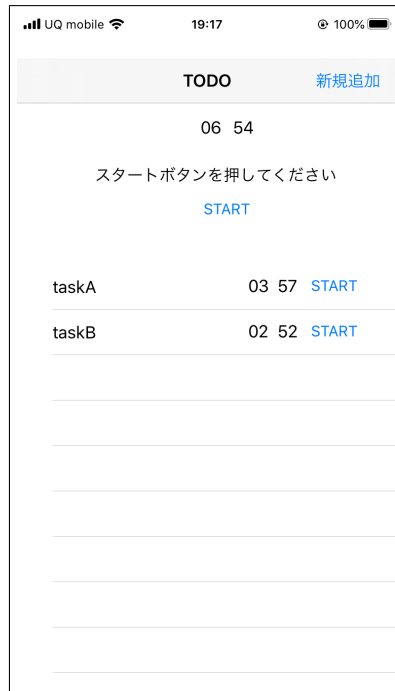 UQ mobile 19:17 100%
TODO 新規追加
06 54
スタートボタンを押してください
START
taskA 03 57 START
taskB 02 52 START